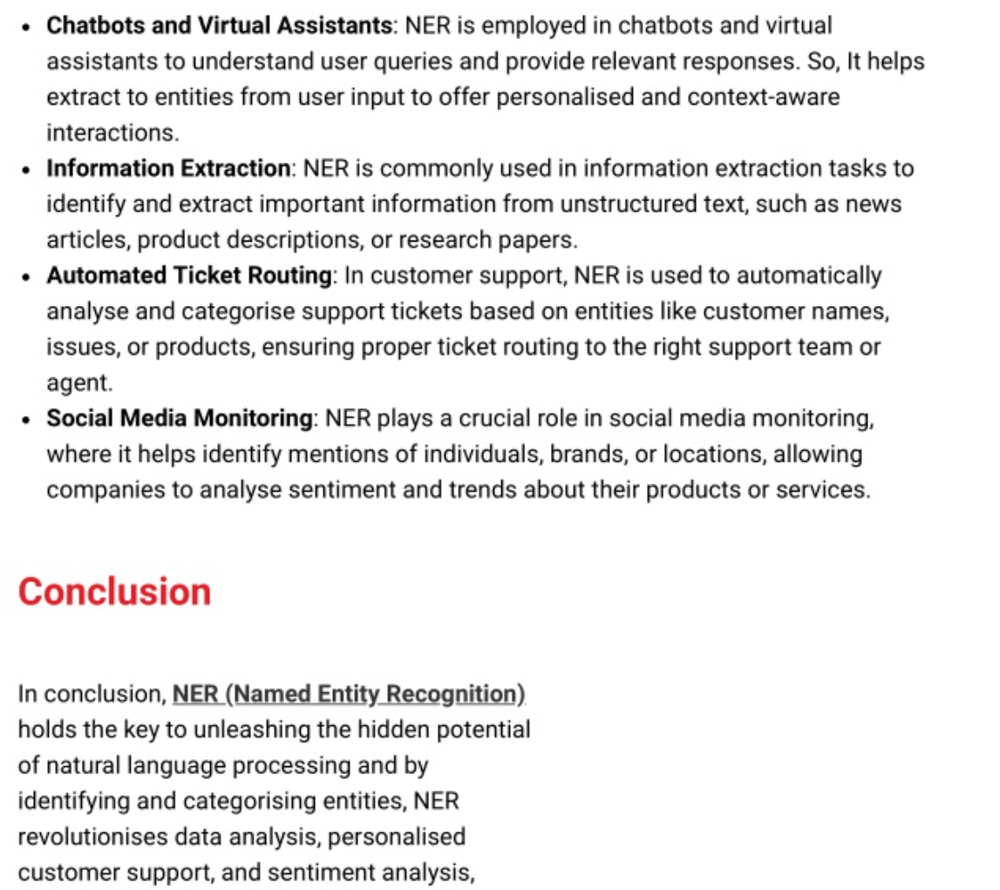 • Chatbots and Virtual Assistants: NER is employed in chatbots and virtual
assistants to understand user queries and provide relevant responses. So, It helps
extract to entities from user input to offer personalised and context-aware
interactions.
• Information Extraction: NER is commonly used in information extraction tasks to
identify and extract important information from unstructured text, such as news
articles, product descriptions, or research papers.
• Automated Ticket Routing: In customer support, NER is used to automatically
analyse and categorise support tickets based on entities like customer names,
issues, or products, ensuring proper ticket routing to the right support team or
agent.
• Social Media Monitoring: NER plays a crucial role in social media monitoring,
where it helps identify mentions of individuals, brands, or locations, allowing
companies to analyse sentiment and trends about their products or services.
Conclusion
In conclusion, NER (Named Entity Recognition)
holds the key to unleashing the hidden potential
of natural language processing and by
identifying and categorising entities, NER
revolutionises data analysis, personalised
customer support, and sentiment analysis,